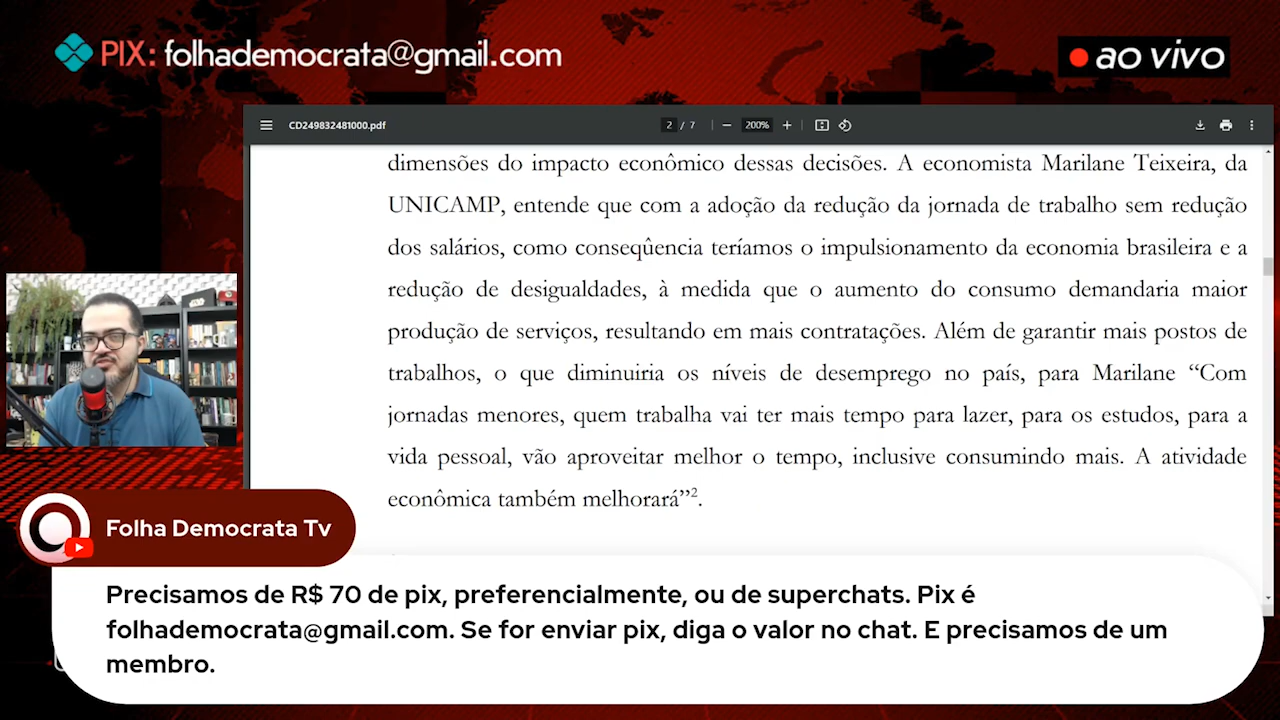 PIX: folhademocrata@gmail.com
ao vivo
CD249832481000.pdf
2 / 7
200%
dimensões do impacto econômico dessas decisões. A economista Marilane Teixeira, da
UNICAMP, entende que com a adoção da redução da jornada de trabalho sem redução
dos salários, como conseqûencia teríamos o impulsionamento da economia brasileira e a
redução de desigualdades, à medida que o aumento do consumo demandaria maior
produção de serviços, resultando em mais contratações. Além de garantir mais postos de
trabalhos, o que diminuiria os níveis de desemprego no país, para Marilane “Com
jornadas menores, quem trabalha vai ter mais tempo para lazer, para os estudos, para a
vida pessoal, vão aproveitar melhor o tempo, inclusive consumindo mais. A atividade
econômica também melhorará”².
Folha Democrata Tv
Precisamos de R$ 70 de pix, preferencialmente, ou de superchats. Pix é
folhademocrata@gmail.com. Se for enviar pix, diga o valor no chat. E precisamos de um
membro.